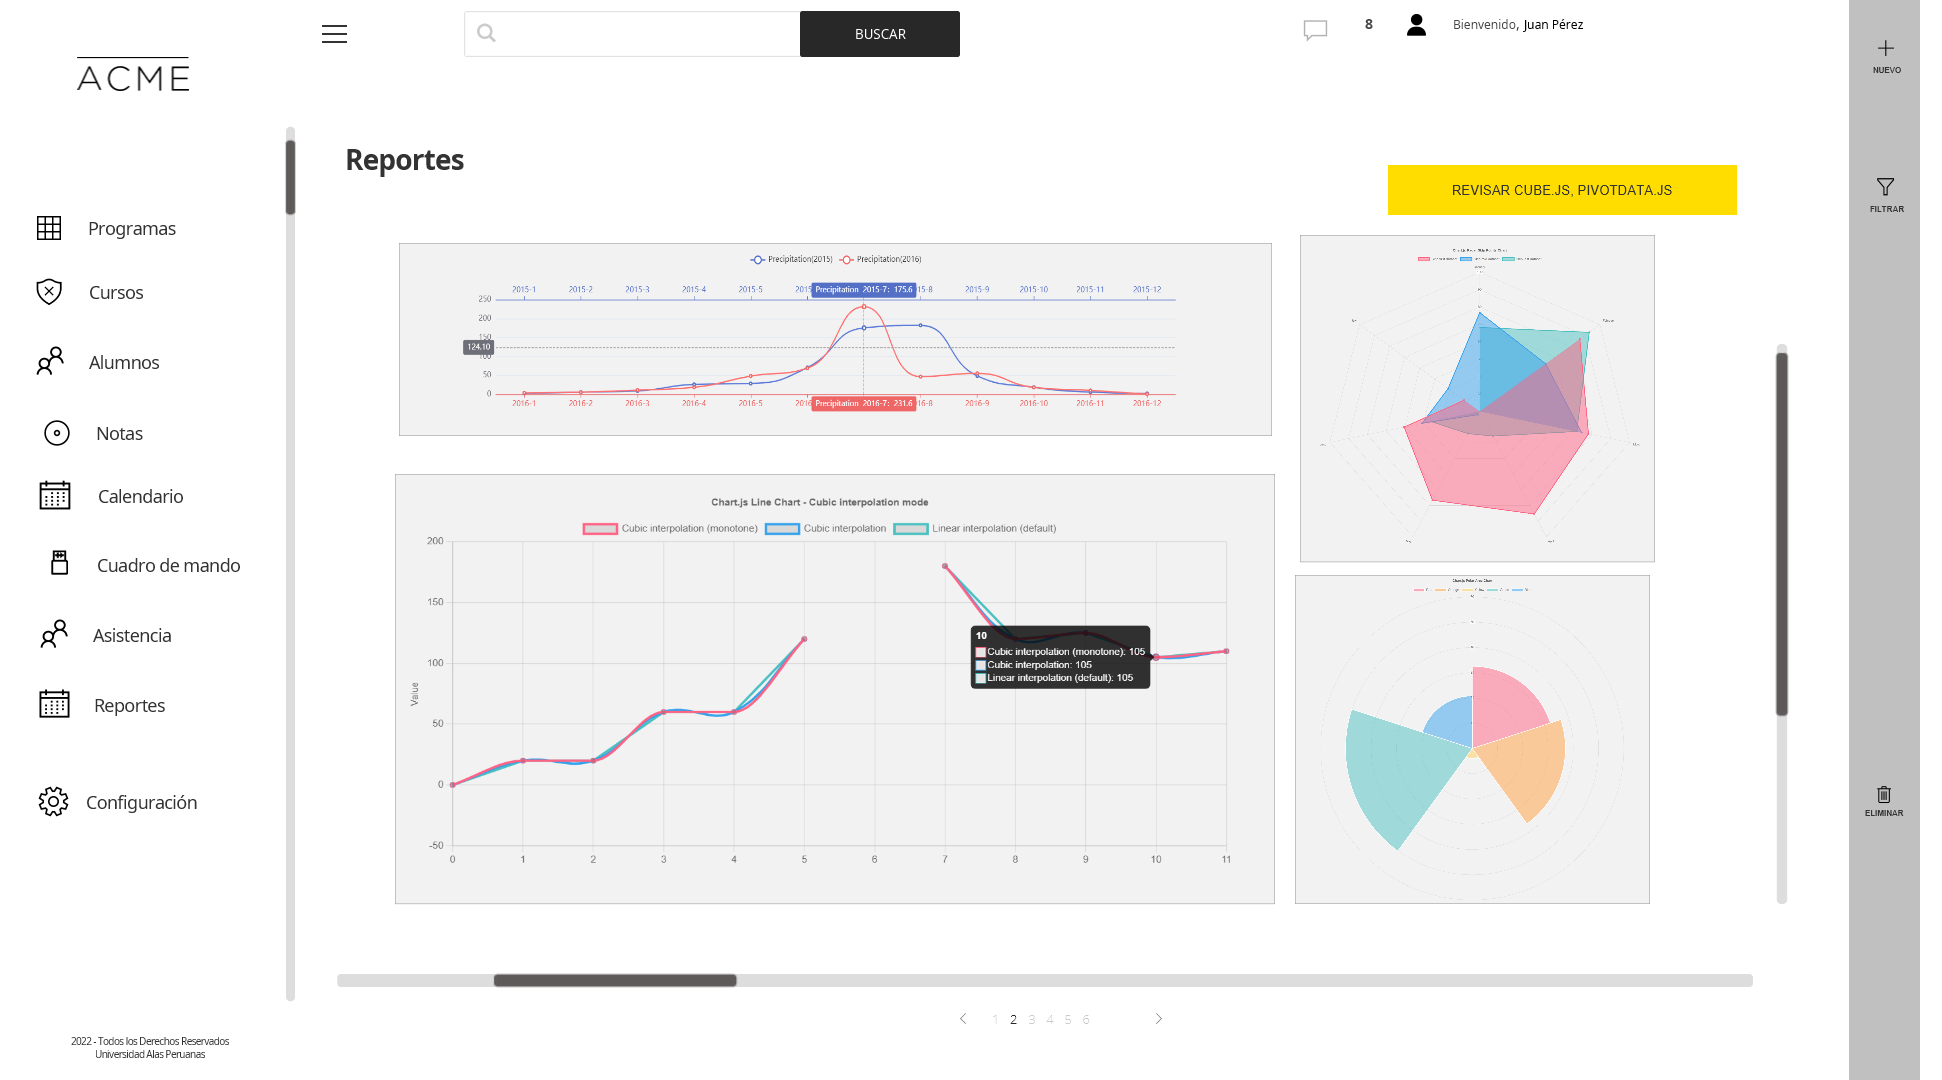 ACME
BUSCAR
8
Bienvenido, Juan Pérez
NUEVO
FILTRAR
ELIMINAR
Programas
Cursos
Alumnos
Notas
Calendario
Cuadro de mando
Asistencia
Reportes
Configuración
2022 - Todos los Derechos Reservados
Universidad Alas Peruanas
Reportes
REVISAR CUBE.JS, PIVOTDATA.JS
Precipitation(2015) Precipitation(2016)
2015-1 2015-2 2015-3 2015-4 2015-5 Precipitation 2015-7: 175.6 2015-9 2015-10 2015-11 2015-12
250
200
124.10
100
50
0
2016-1 2016-2 2016-3 2016-4 2016-5 Precipitation 2016-7: 231.6 2016-9 2016-10 2016-11 2016-12
Chart.js Line Chart - Cubic interpolation mode
Cubic interpolation (monotone) Cubic interpolation Linear interpolation (default)
200
150
100
50
0
-50
Value
10
Cubic interpolation (monotone): 105
Cubic interpolation: 105
Linear interpolation (default): 105
0 1 2 3 4 5 6 7 8 9 10 11
Chart.js Polar Area Chart
1 2 3 4 5 6